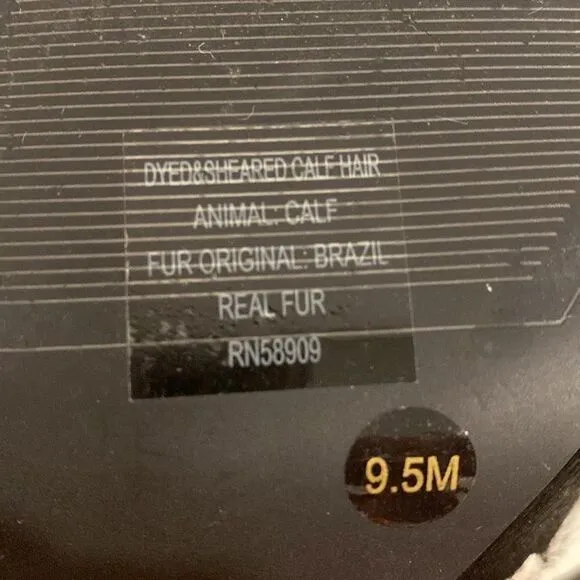 DYED&SHEARED CALF HAIR
ANIMAL: CALF
FUR ORIGINAL: BRAZIL
REAL FUR
RN58909
9.5M